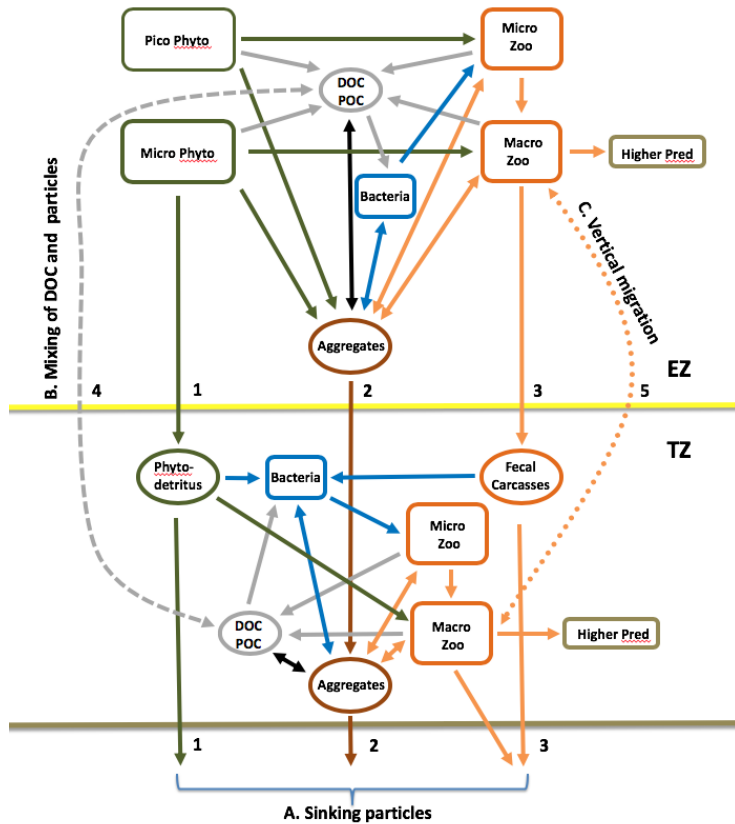 Pico Phyto
Micro
Zoo
DOC
POC
Micro Phyto
Macro
Zoo
Higher Pred
Bacteria
C. Vertical migration
B. Mixing of DOC and particles
Aggregates
EZ
4
1
2
3
5
TZ
Phyto-
detritus
Bacteria
Fecal
Carcasses
Micro
Zoo
DOC
POC
Macro
Zoo
Higher Pred
Aggregates
1
2
3
A. Sinking particles